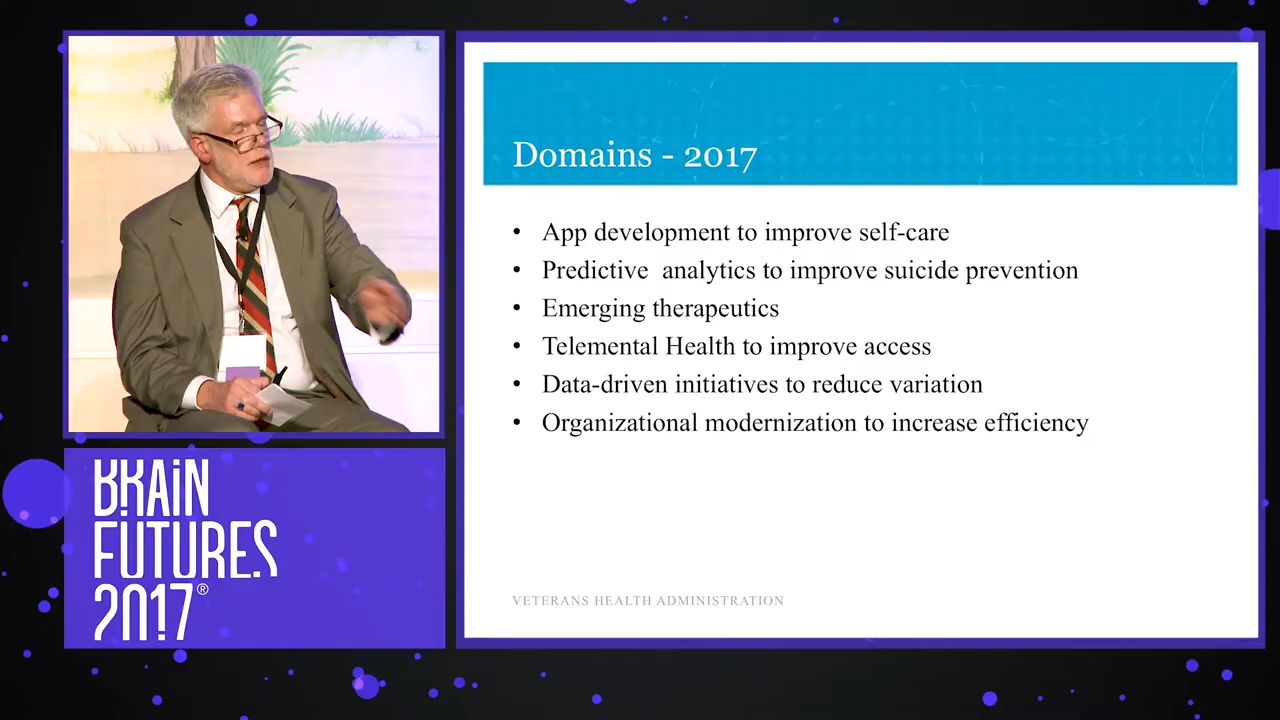 Domains - 2017
• App development to improve self-care
• Predictive  analytics to improve suicide prevention
• Emerging therapeutics
• Telemental Health to improve access
• Data-driven initiatives to reduce variation
• Organizational modernization to increase efficiency
VETERANS HEALTH ADMINISTRATION
BRAiN
FUTURES
2017®